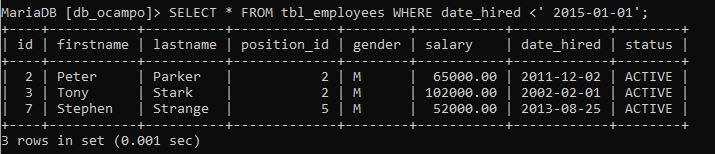 MariaDB [db_ocampo]> SELECT * FROM tbl_employees WHERE date_hired <' 2015-01-01';
+----+-----------+----------+-------------+--------+-----------+------------+--------+
| id | firstname | lastname | position_id | gender | salary    | date_hired | status |
+----+-----------+----------+-------------+--------+-----------+------------+--------+
|  2 | Peter     | Parker   |           2 | M      |  65000.00 | 2011-12-02 | ACTIVE |
|  3 | Tony      | Stark    |           2 | M      | 102000.00 | 2002-02-01 | ACTIVE |
|  7 | Stephen   | Strange  |           5 | M      |  52000.00 | 2013-08-25 | ACTIVE |
+----+-----------+----------+-------------+--------+-----------+------------+--------+
3 rows in set (0.001 sec)